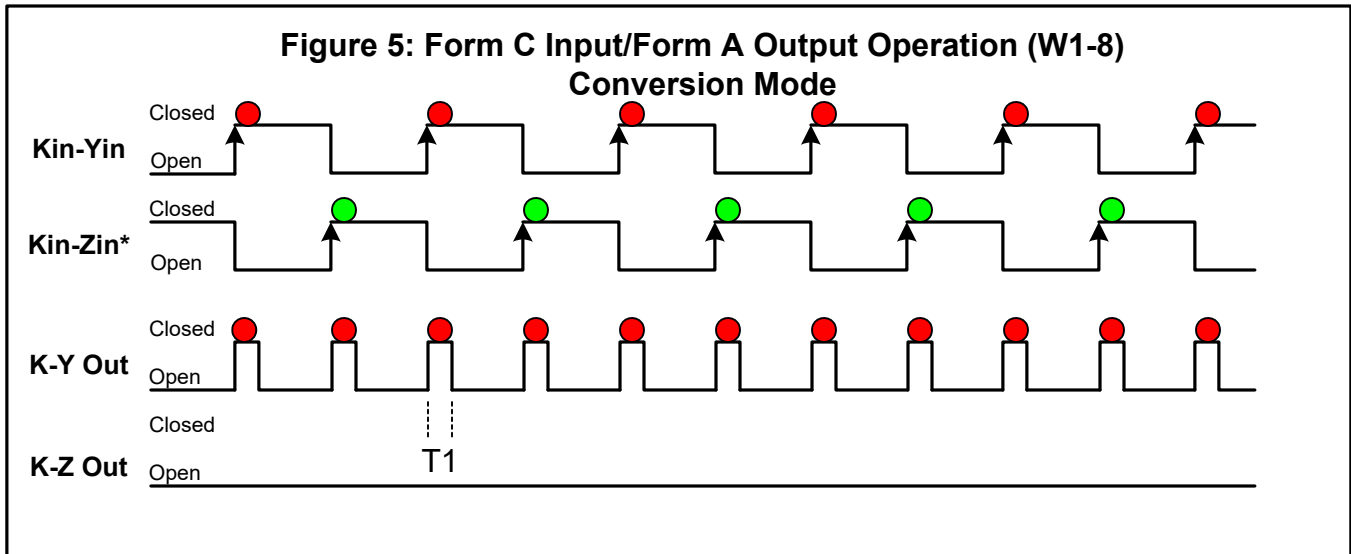 Figure 5: Form C Input/Form A Output Operation (W1-8)
Conversion Mode
Closed
Kin-Yin
Open
Closed
Kin-Zin*
Open
Closed
K-Y Out
Open
Closed
T1
K-Z Out
Open